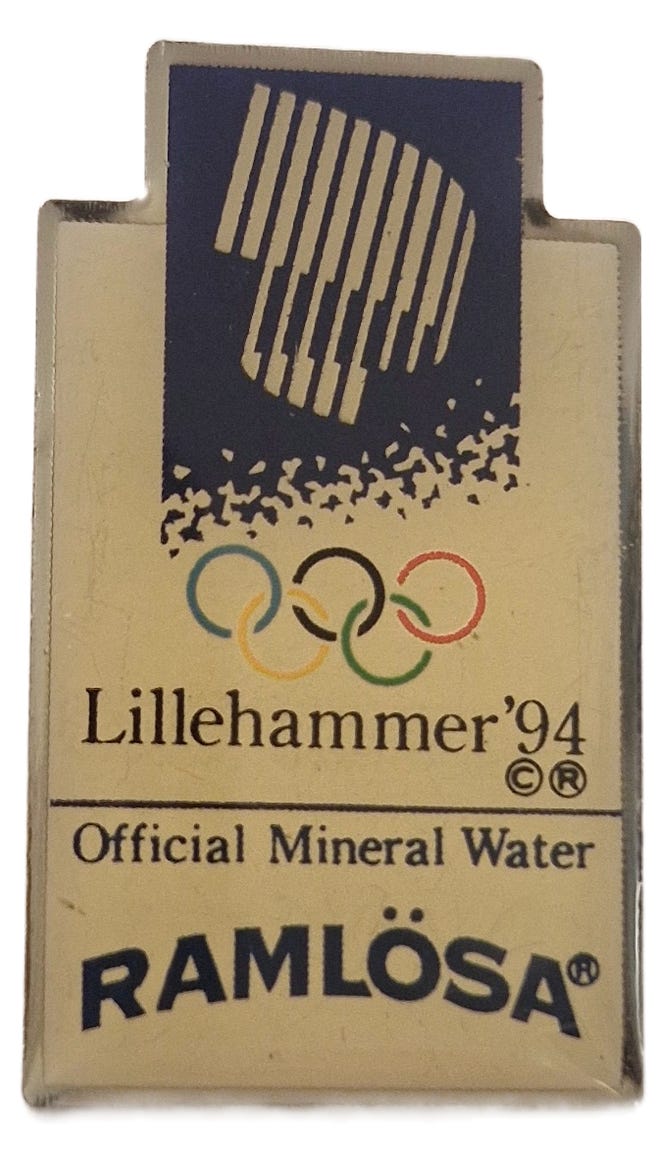 Lillehammer'94
©®
Official Mineral Water
RAMLÖSA®